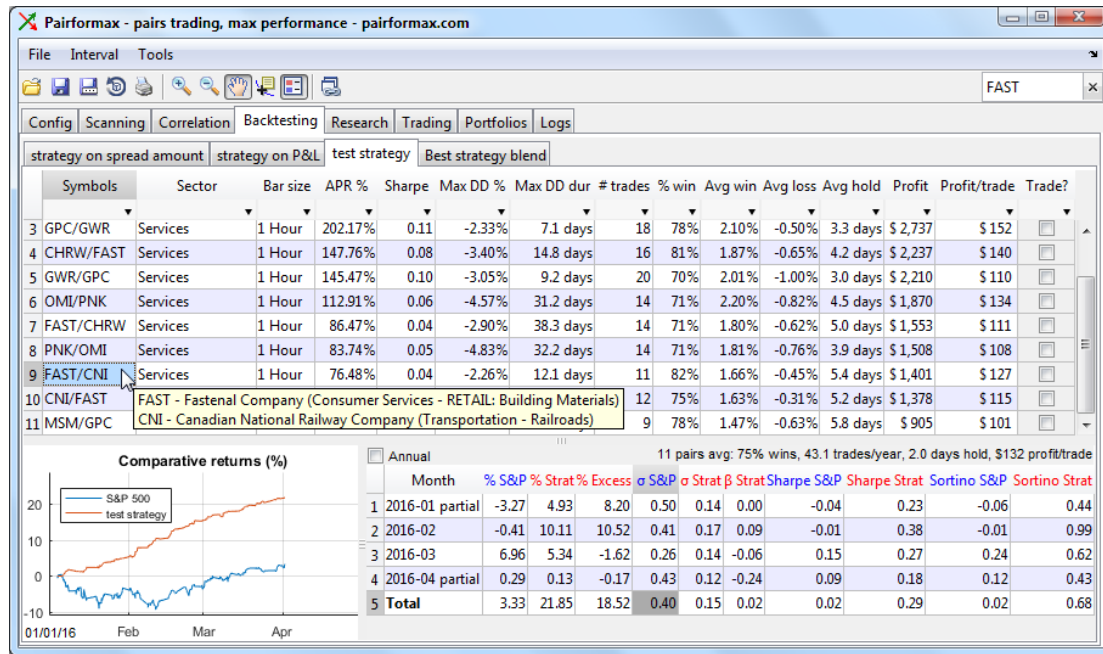 Pairformax - pairs trading, max performance - pairformax.com
File Interval Tools
FAST
Config Scanning Correlation Backtesting Research Trading Portfolios Logs
strategy on spread amount strategy on P&L test strategy Best strategy blend
Symbols Sector Bar size APR % Sharpe Max DD % Max DD dur # trades % win Avg win Avg loss Avg hold Profit Profit/trade Trade?
3 GPC/GWR Services 1 Hour 202.17% 0.11 -2.33% 7.1 days 18 78% 2.10% -0.50% 3.3 days $ 2,737 $ 152
4 CHRW/FAST Services 1 Hour 147.76% 0.08 -3.40% 14.8 days 16 81% 1.87% -0.65% 4.2 days $ 2,237 $ 140
5 GWR/GPC Services 1 Hour 145.47% 0.10 -3.05% 9.2 days 20 70% 2.01% -1.00% 3.0 days $ 2,210 $ 110
6 OMI/PNK Services 1 Hour 112.91% 0.06 -4.57% 31.2 days 14 71% 2.20% -0.82% 4.5 days $ 1,870 $ 134
7 FAST/CHRW Services 1 Hour 86.47% 0.04 -2.90% 38.3 days 14 71% 1.80% -0.62% 5.0 days $ 1,553 $ 111
8 PNK/OMI Services 1 Hour 83.74% 0.05 -4.83% 32.2 days 14 71% 1.81% -0.76% 3.9 days $ 1,508 $ 108
9 FAST/CNI Services 1 Hour 76.48% 0.04 -2.26% 12.1 days 11 82% 1.66% -0.45% 5.4 days $ 1,401 $ 127
10 CNI/FAST 12 75% 1.63% -0.31% 5.2 days $ 1,378 $ 115
FAST - Fastenal Company (Consumer Services - RETAIL: Building Materials)
CNI - Canadian National Railway Company (Transportation - Railroads)
11 MSM/GPC 9 78% 1.47% -0.63% 5.8 days $ 905 $ 101
Comparative returns (%)
S&P 500
test strategy
20
10
0
-10
01/01/16 Feb Mar Apr
Annual 11 pairs avg: 75% wins, 43.1 trades/year, 2.0 days hold, $132 profit/trade
Month % S&P % Strat % Excess σ S&P σ Strat β Strat Sharpe S&P Sharpe Strat Sortino S&P Sortino Strat
1 2016-01 partial -3.27 4.93 8.20 0.50 0.14 0.00 -0.04 0.23 -0.06 0.44
2 2016-02 -0.41 10.11 10.52 0.41 0.17 0.09 -0.01 0.38 -0.01 0.99
3 2016-03 6.96 5.34 -1.62 0.26 0.14 -0.06 0.15 0.27 0.24 0.62
4 2016-04 partial 0.29 0.13 -0.17 0.43 0.12 -0.24 0.09 0.18 0.12 0.43
5 Total 3.33 21.85 18.52 0.40 0.15 0.02 0.02 0.29 0.02 0.68